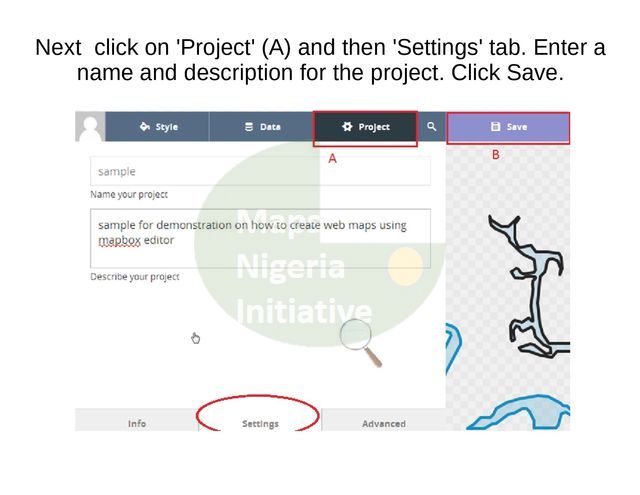 Next  click on 'Project' (A) and then 'Settings' tab. Enter a
name and description for the project. Click Save.
Style
Data
Project
Save
A
B
sample
Name your project
sample for demonstration on how to create web maps using
mapbox editor
Describe your project
Maps
Nigeria
Initiative
Info
Settings
Advanced